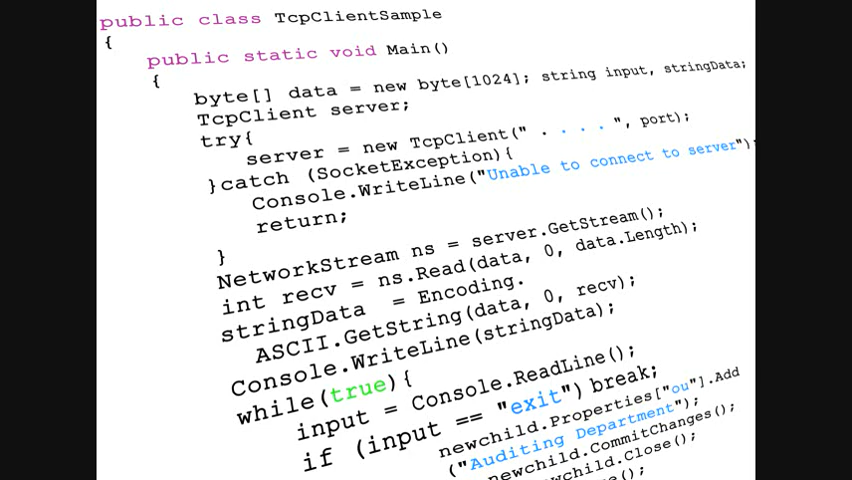 public class TcpClientSample
{
public static void Main()
{
byte[] data = new byte[1024]; string input, stringData;
TcpClient server;
try{
server = new TcpClient(" . . . . ", port);
}catch (SocketException){
Console.WriteLine("Unable to connect to server");
return;
}
NetworkStream ns = server.GetStream();
int recv = ns.Read(data, 0, data.Length);
stringData = Encoding.
ASCII.GetString(data, 0, recv);
Console.WriteLine(stringData);
while(true){
input = Console.ReadLine();
if (input == "exit") break;
newchild.Properties["ou"].Add
("Auditing Department");
newchild.CommitChanges();
newchild.Close();